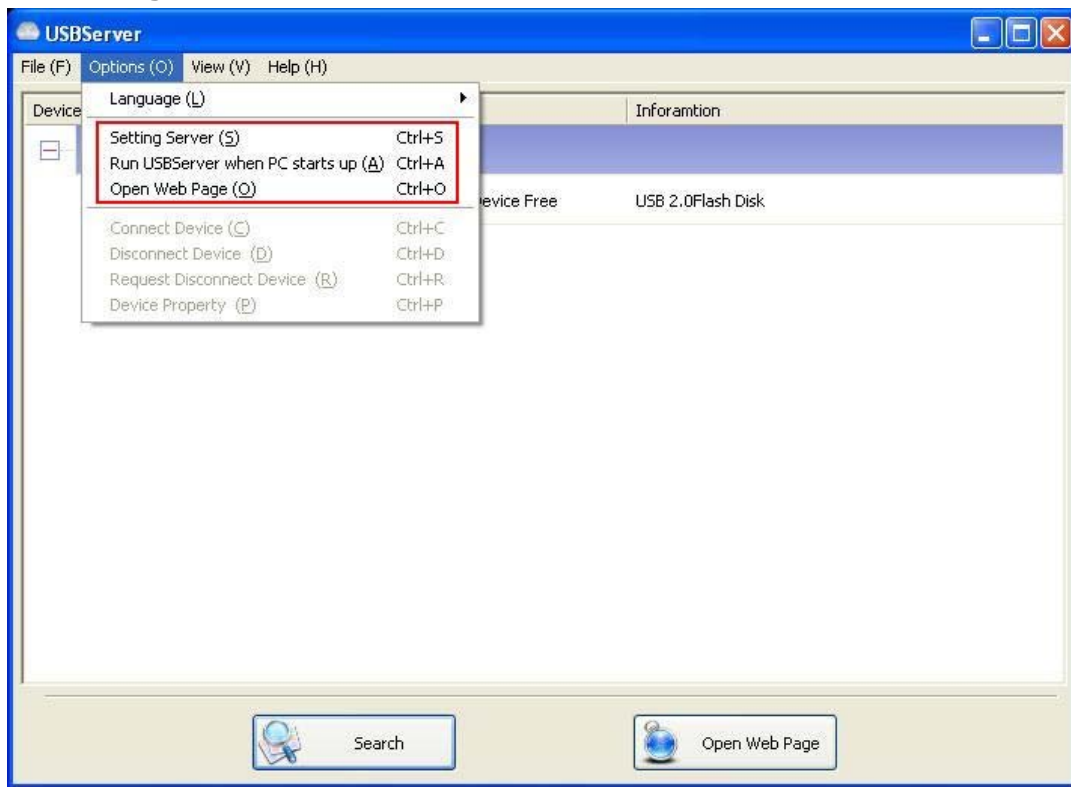 USBServer
File (F) Options (O) View (V) Help (H)
Device Inforamtion
Language (L)
Setting Server (S) Ctrl+S
Run USBServer when PC starts up (A) Ctrl+A
Open Web Page (O) Ctrl+O
evice Free USB 2.0Flash Disk
Connect Device (C) Ctrl+C
Disconnect Device (D) Ctrl+D
Request Disconnect Device (R) Ctrl+R
Device Property (P) Ctrl+P
Search Open Web Page